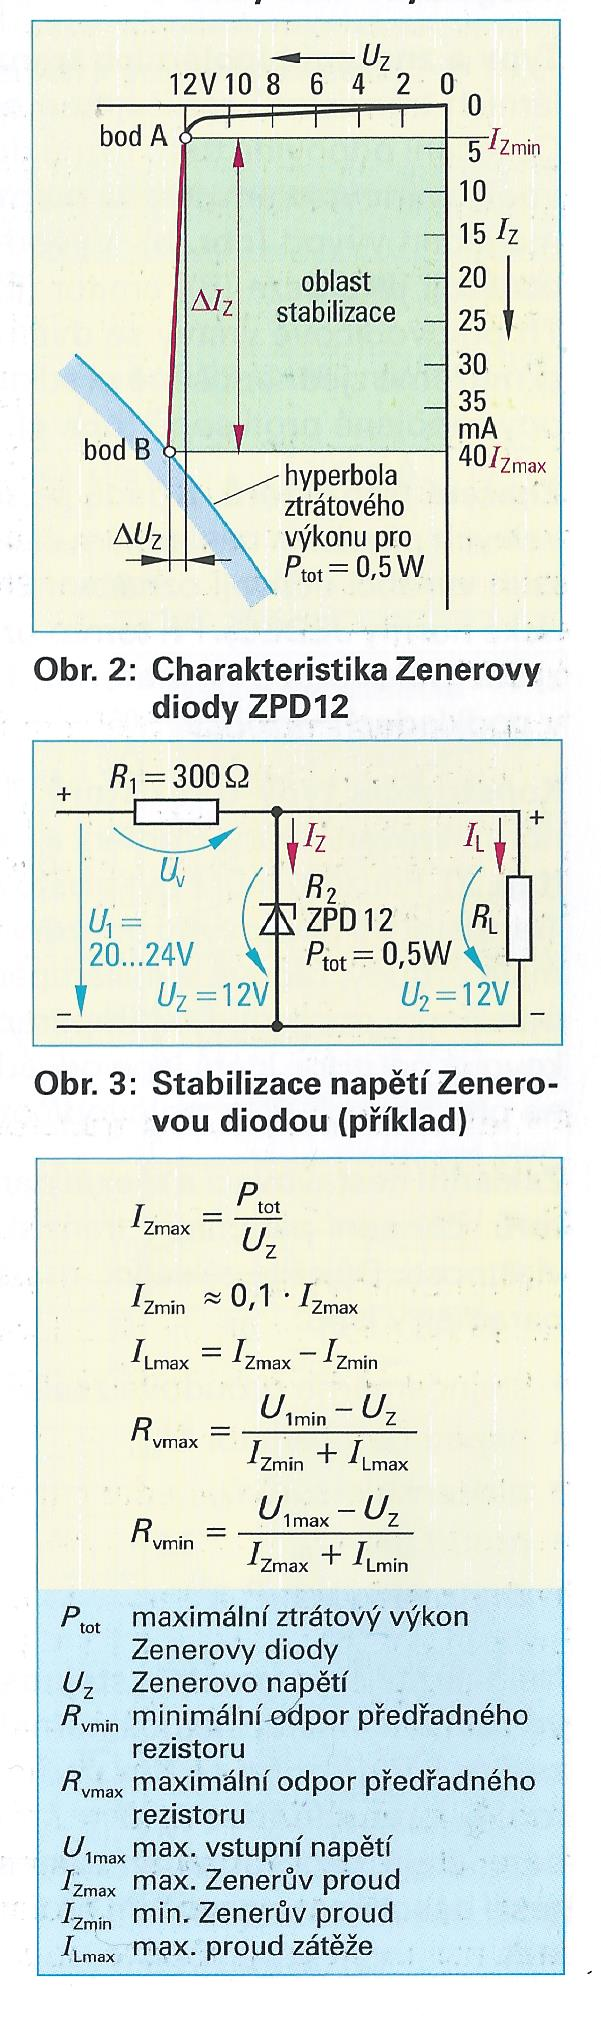 U_Z
12V 10 8 6 4 2 0
0
bod A
5 I_Zmin
10
15 I_Z
20
25
30
35
mA
40 I_Zmax
ΔI_Z
oblast
stabilizace
bod B
hyperbola
ztrátového
výkonu pro
P_tot = 0,5 W
ΔU_Z
Obr. 2: Charakteristika Zenerovy
diody ZPD12
R_1 = 300 Ω
+
+
U_v
I_Z
I_L
U_1 =
20...24V
R_2
ZPD 12
P_tot = 0,5W
R_L
U_Z = 12V
U_2 = 12V
−
−
Obr. 3: Stabilizace napětí Zenero-
vou diodou (příklad)
I_Zmax = P_tot / U_Z
I_Zmin ≈ 0,1 · I_Zmax
I_Lmax = I_Zmax − I_Zmin
R_vmax = (U_1min − U_Z) / (I_Zmin + I_Lmax)
R_vmin = (U_1max − U_Z) / (I_Zmax + I_Lmin)
P_tot maximální ztrátový výkon
Zenerovy diody
U_Z Zenerovo napětí
R_vmin minimální odpor předřadného
rezistoru
R_vmax maximální odpor předřadného
rezistoru
U_1max max. vstupní napětí
I_Zmax max. Zenerův proud
I_Zmin min. Zenerův proud
I_Lmax max. proud zátěže